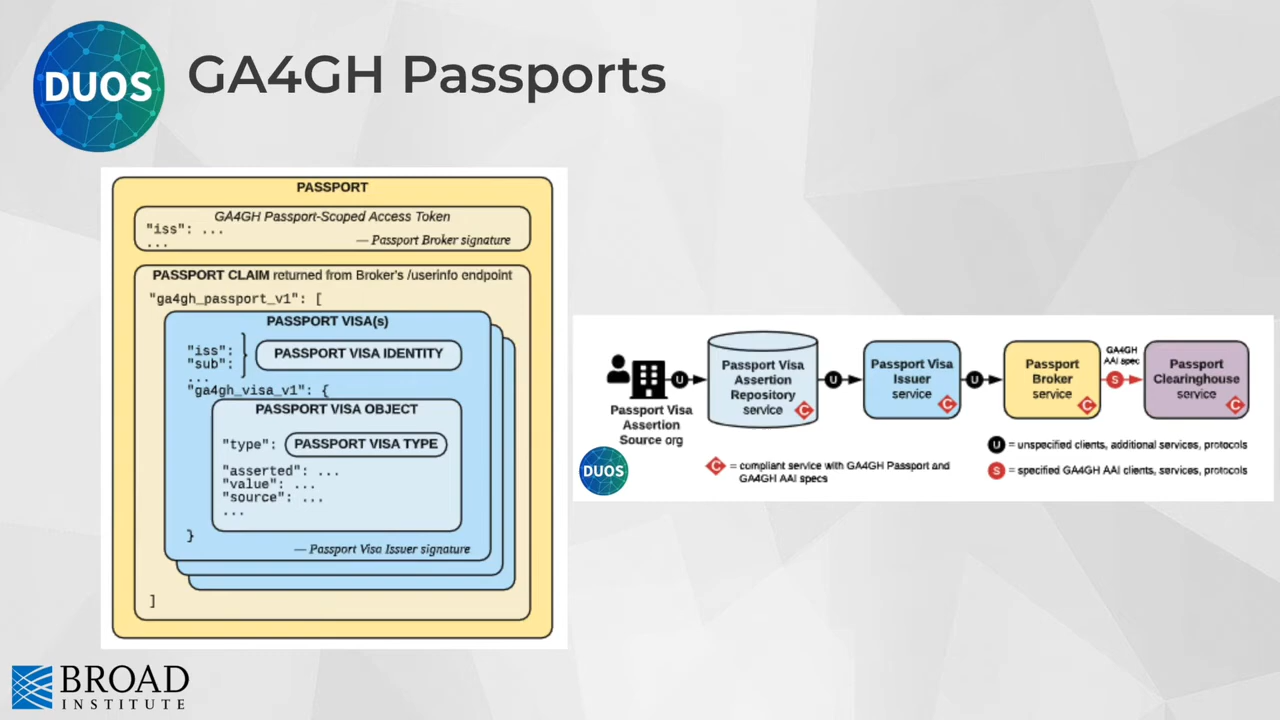 DUOS
GA4GH Passports
PASSPORT
GA4GH Passport-Scoped Access Token
"iss": ...
...
— Passport Broker signature
PASSPORT CLAIM returned from Broker's /userinfo endpoint
"ga4gh_passport_v1": [
PASSPORT VISA(s)
"iss":
"sub":
}
PASSPORT VISA IDENTITY
...
"ga4gh_visa_v1": {
PASSPORT VISA OBJECT
"type": PASSPORT VISA TYPE
"asserted": ...
"value": ...
"source": ...
...
}
— Passport Visa Issuer signature
]
Passport Visa
Assertion
Source org
DUOS
U
Passport Visa
Assertion
Repository
service
C
U
Passport Visa
Issuer
service
C
U
Passport
Broker
service
C
GA4GH
AAI spec
S
Passport
Clearinghouse
service
C
C = compliant service with GA4GH Passport and
GA4GH AAI specs
U = unspecified clients, additional services, protocols
S = specified GA4GH AAI clients, services, protocols
BROAD
INSTITUTE